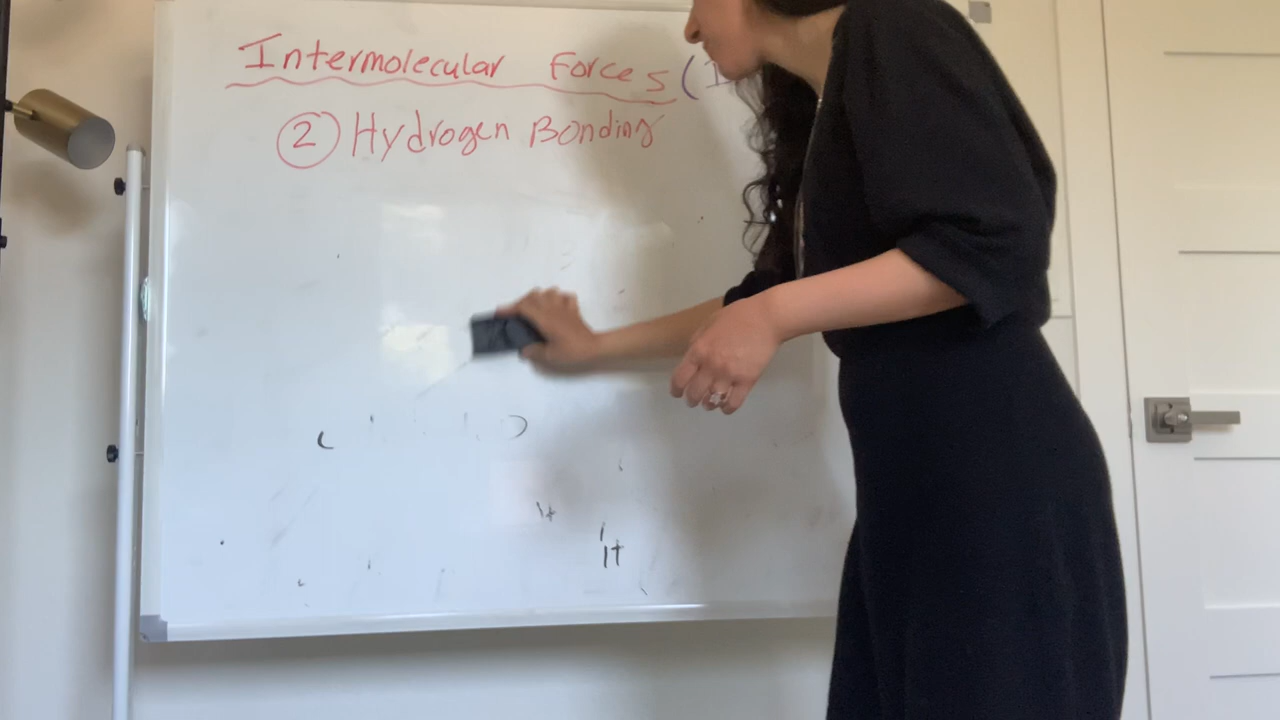 Intermolecular Forces (I
② Hydrogen Bonding